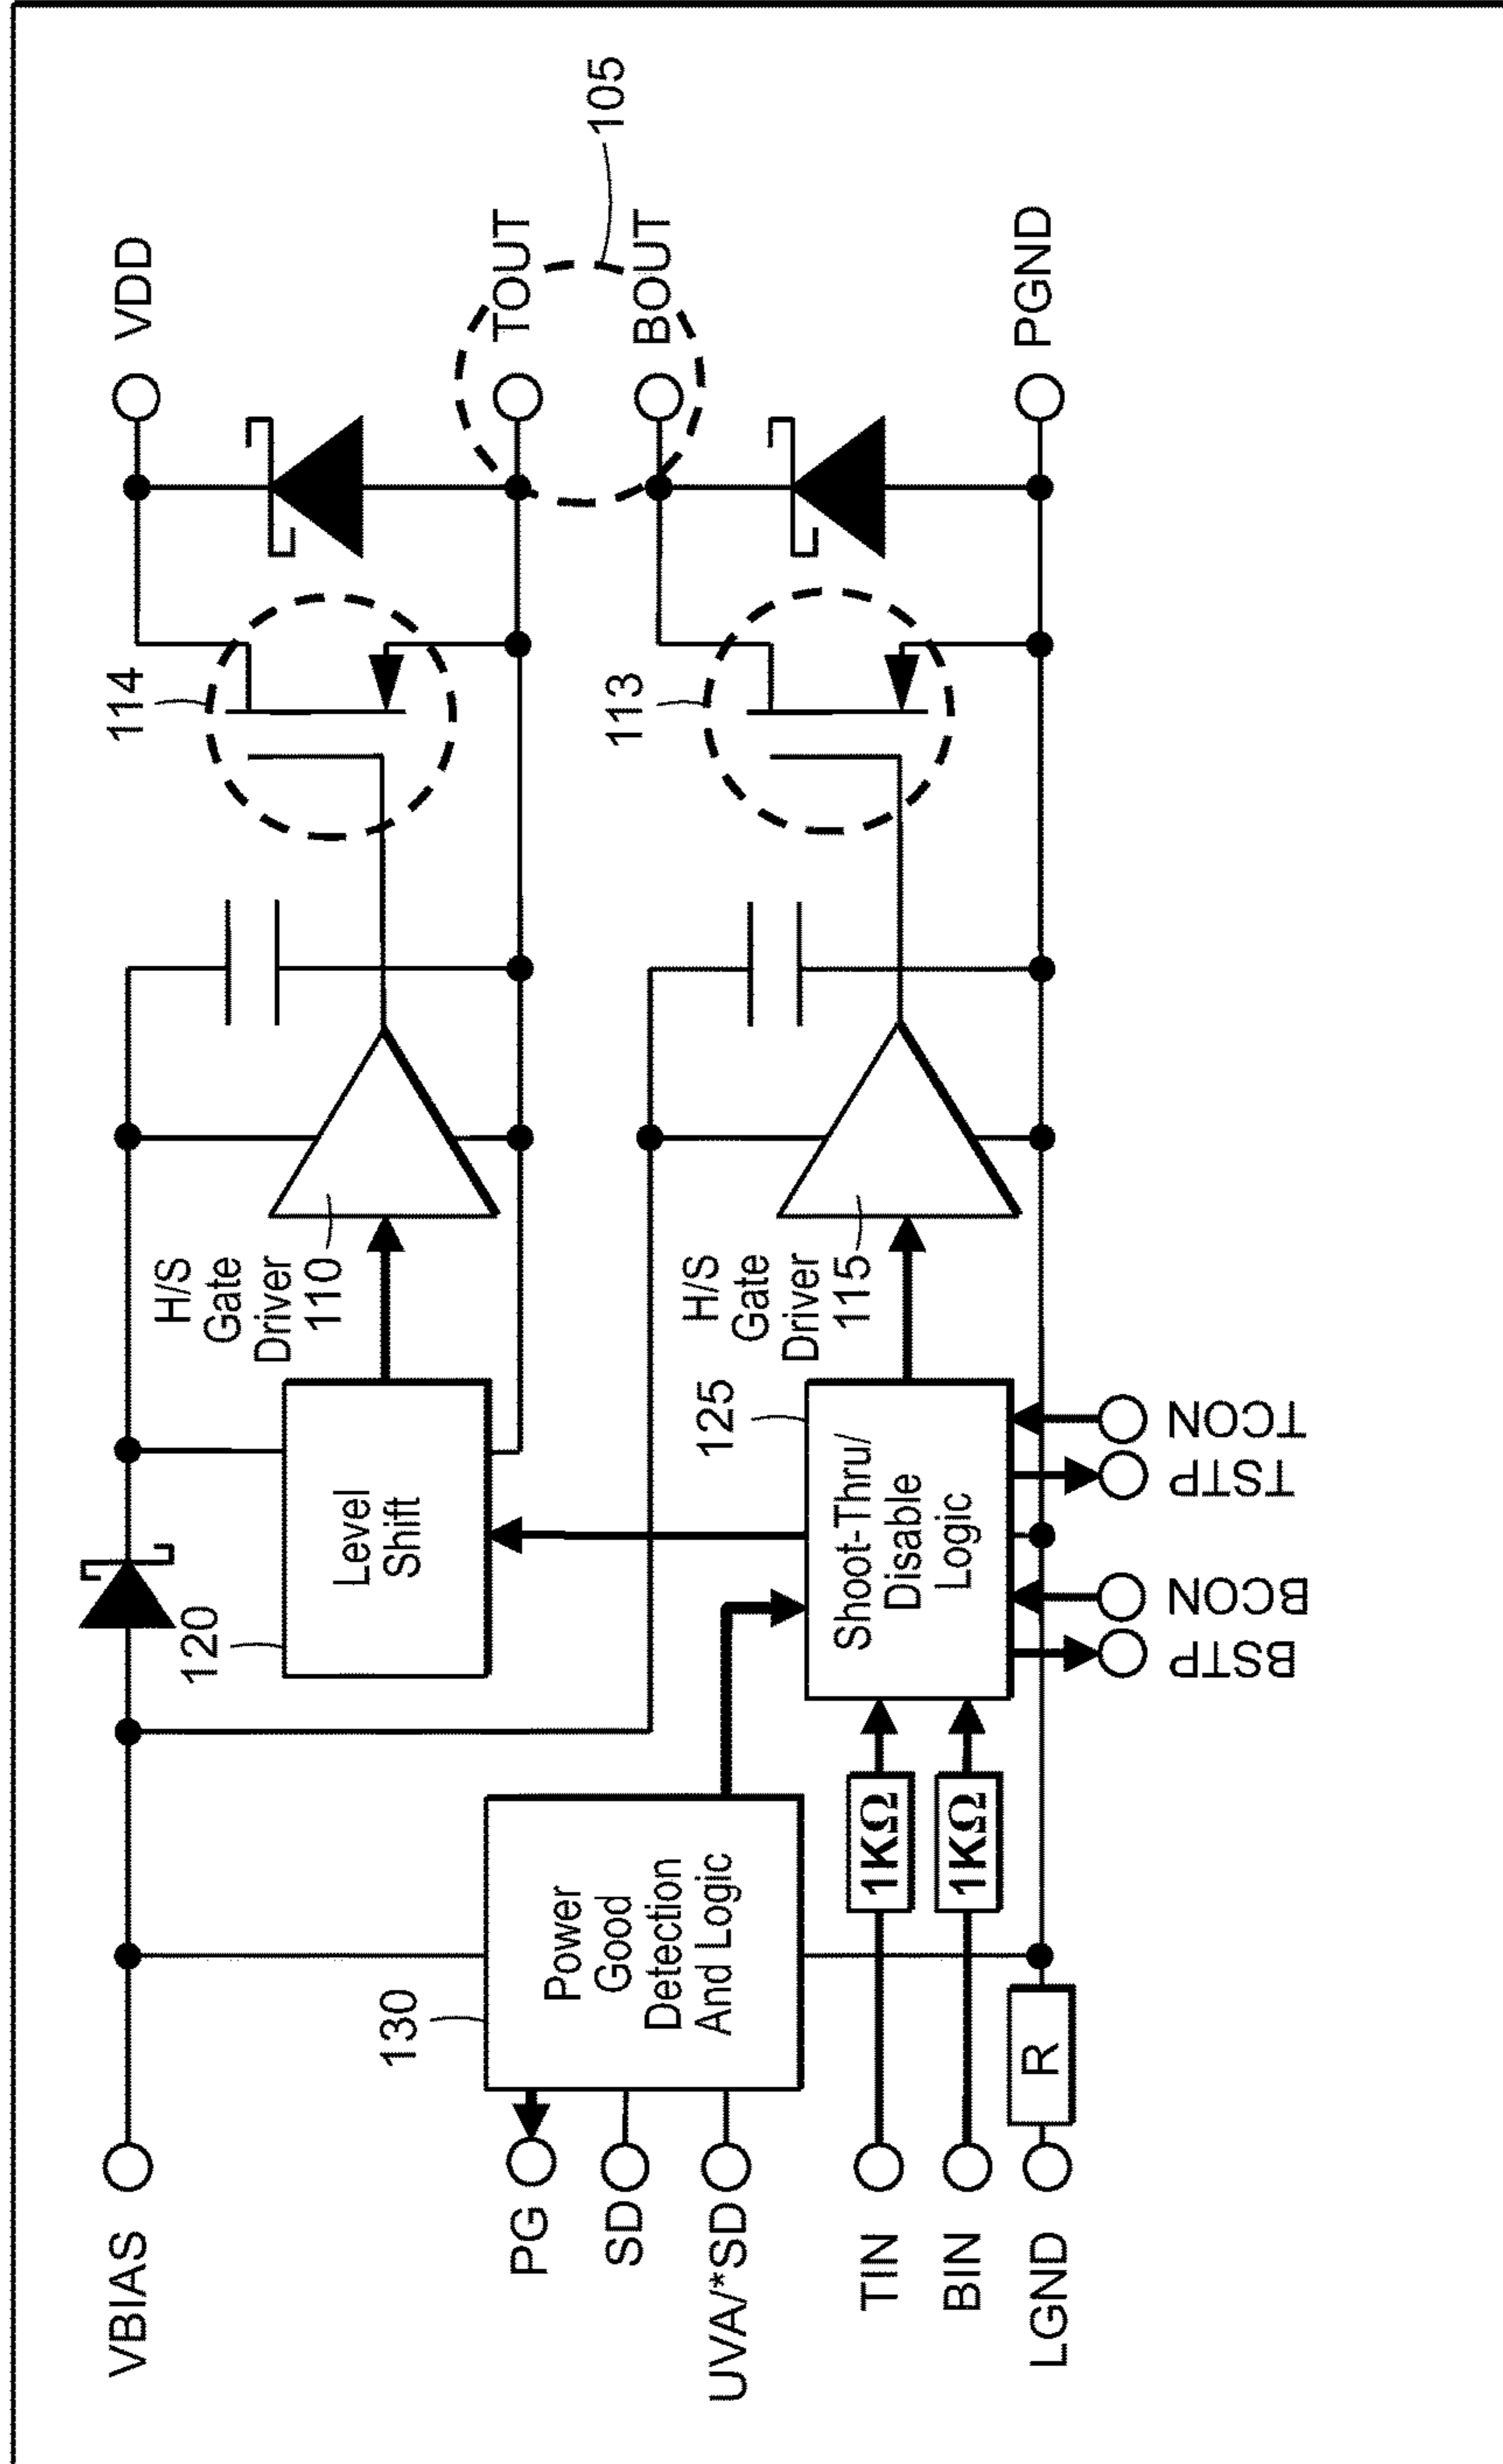 VBIAS
120
Level
Shift
H/S
Gate
Driver
110
114
VDD
130
Power
Good
Detection
And Logic
PG
SD
UVA/*SD
125
Shoot-Thru/
Disable
Logic
H/S
Gate
Driver
115
113
TOUT
BOUT
105
TIN
1KΩ
BIN
1KΩ
LGND
R
PGND
BSTP
BCON
TSTP
TCON